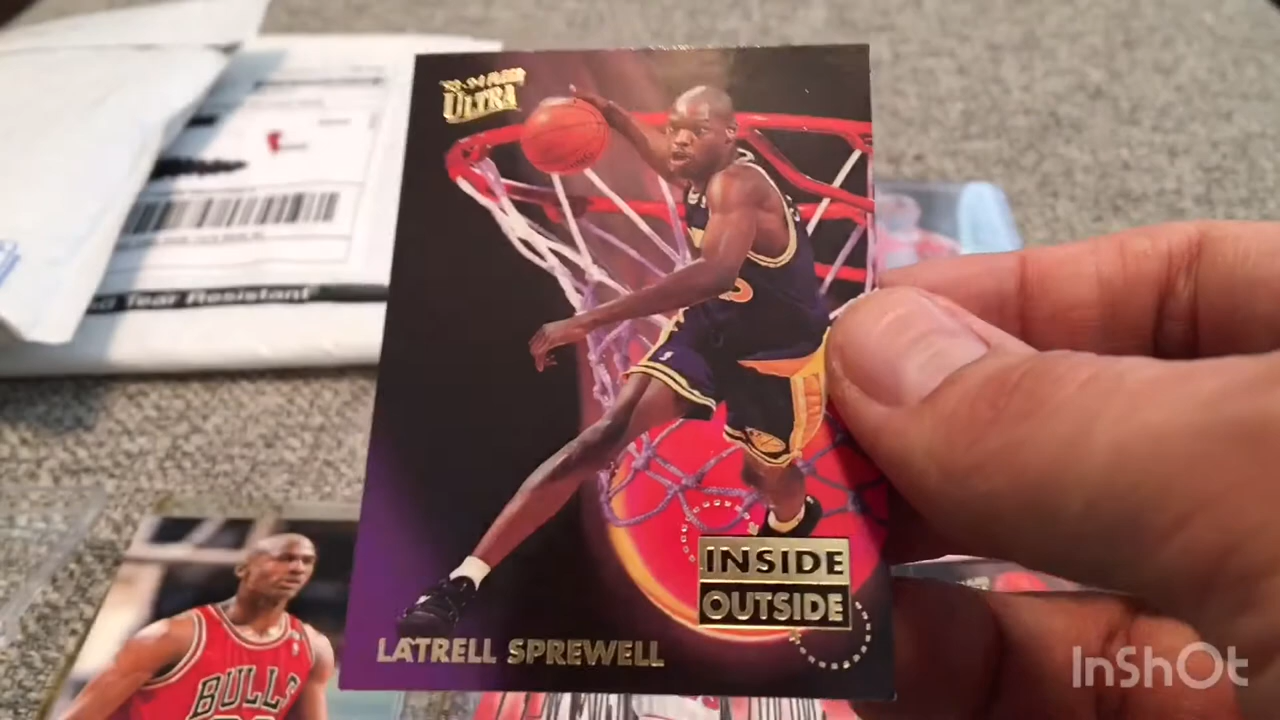 '93-'94 FLEER
ULTRA
Tear Resistant
INSIDE
OUTSIDE
LATRELL SPREWELL
BULLS
InShOt